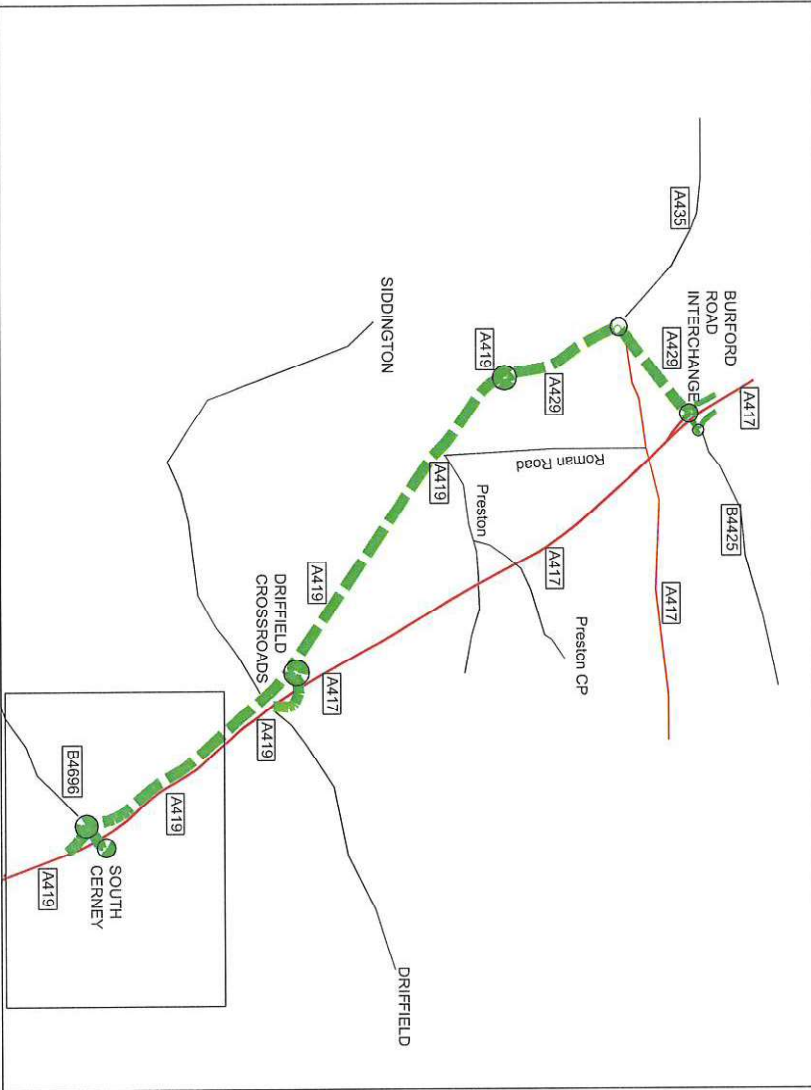 A435
BURFORD
ROAD
INTERCHANGE
A429
A417
B4425
A417
Roman Road
A429
A419
SIDDINGTON
A419
Preston
A417
Preston CP
A419
DRIFFIELD
CROSSROADS
A417
A419
DRIFFIELD
A419
B4696
SOUTH
CERNEY
A419